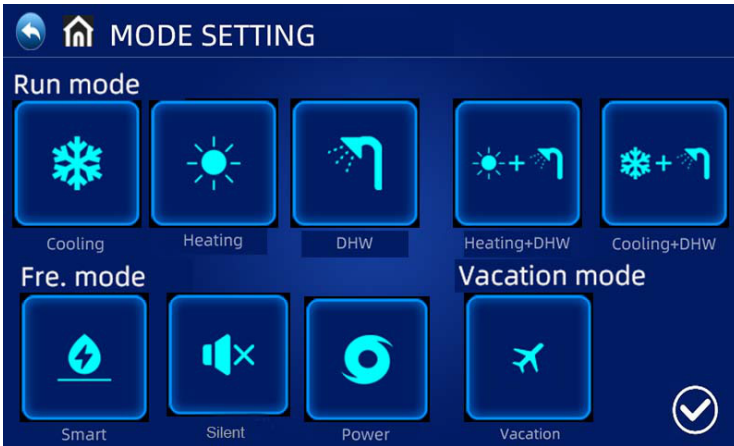 MODE SETTING
Run mode
Cooling
Heating
DHW
Heating+DHW
Cooling+DHW
Fre. mode
Vacation mode
Smart
Silent
Power
Vacation